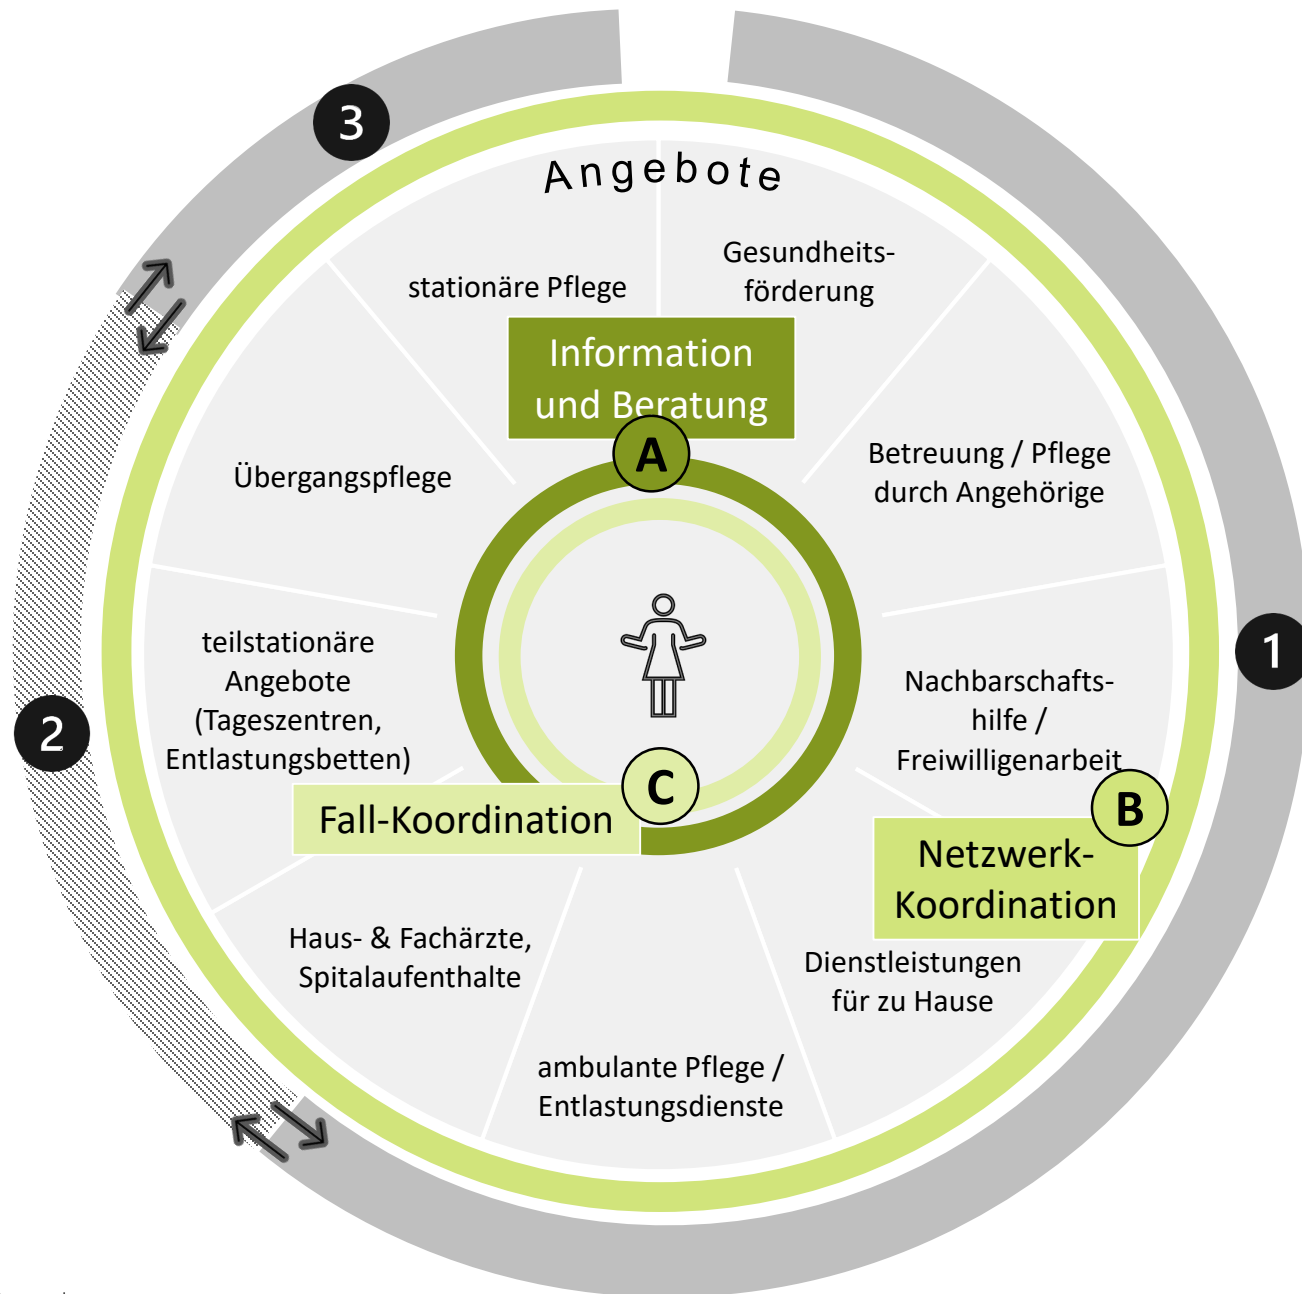 3
Angebote
Gesundheits-
förderung
stationäre Pflege
Information
und Beratung
A
Betreuung / Pflege
durch Angehörige
Übergangspflege
1
teilstationäre
Angebote
(Tageszentren,
Entlastungsbetten)
2
Nachbarschafts-
hilfe /
Freiwilligenarbeit
C
Fall-Koordination
B
Netzwerk-
Koordination
Haus- & Fachärzte,
Spitalaufenthalte
Dienstleistungen
für zu Hause
ambulante Pflege /
Entlastungsdienste